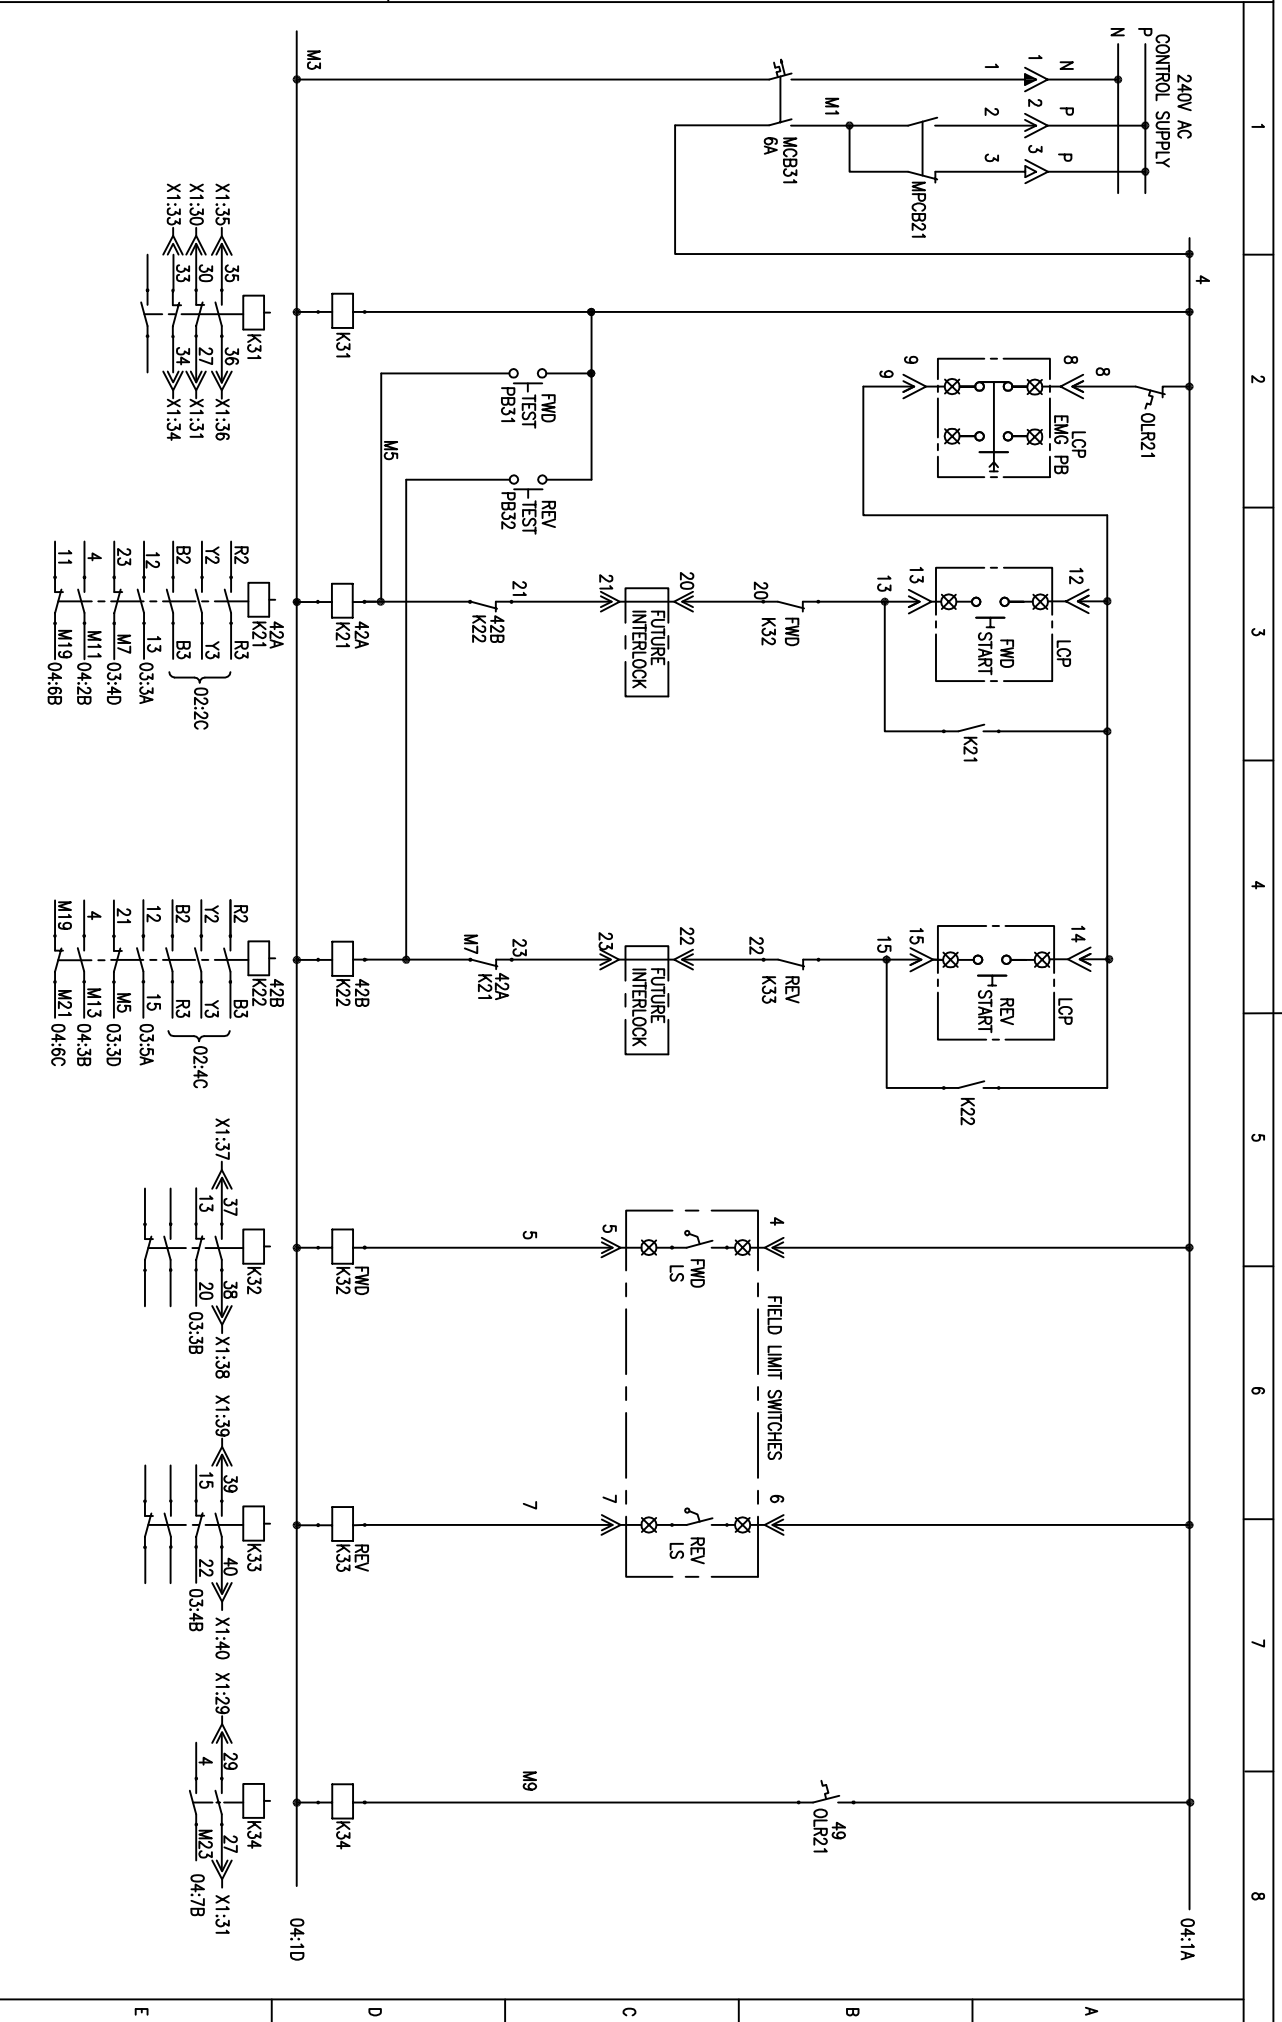 1
2
3
4
5
6
7
8
A
B
C
D
E
240V AC
CONTROL SUPPLY
P
N
N
P
P
1
2
3
1
2
3
MPCB21
M1
MCB31
6A
M3
4
04:1A
04:1D
OLR21
8
8
LCP
EMG PB
9
9
K31
FWD
TEST
PB31
REV
TEST
PB32
M5
12
LCP
FWD
START
13
13
K21
FWD
K32
20
20
FUTURE
INTERLOCK
21
21
42B
K22
42A
K21
14
LCP
REV
START
15
15
K22
REV
K33
22
22
FUTURE
INTERLOCK
23
23
42A
K21
M7
42B
K22
FIELD LIMIT SWITCHES
4
FWD
LS
5
5
FWD
K32
6
REV
LS
7
7
REV
K33
49
OLR21
M9
K34
K31
X1:35
35
36
X1:36
X1:30
30
27
X1:31
X1:33
33
34
X1:34
42A
K21
R2
R3
Y2
Y3
B2
B3
02:2C
12
13
03:3A
23
M7
03:4D
4
M11
04:2B
11
M19
04:6B
42B
K22
R2
B3
Y2
Y3
B2
R3
02:4C
12
15
03:5A
21
M5
03:3D
4
M13
04:3B
M19
M21
04:6C
K32
X1:37
37
38
X1:38
13
20
03:3B
K33
X1:39
39
40
X1:40
15
22
03:4B
K34
X1:29
29
27
X1:31
4
M23
04:7B